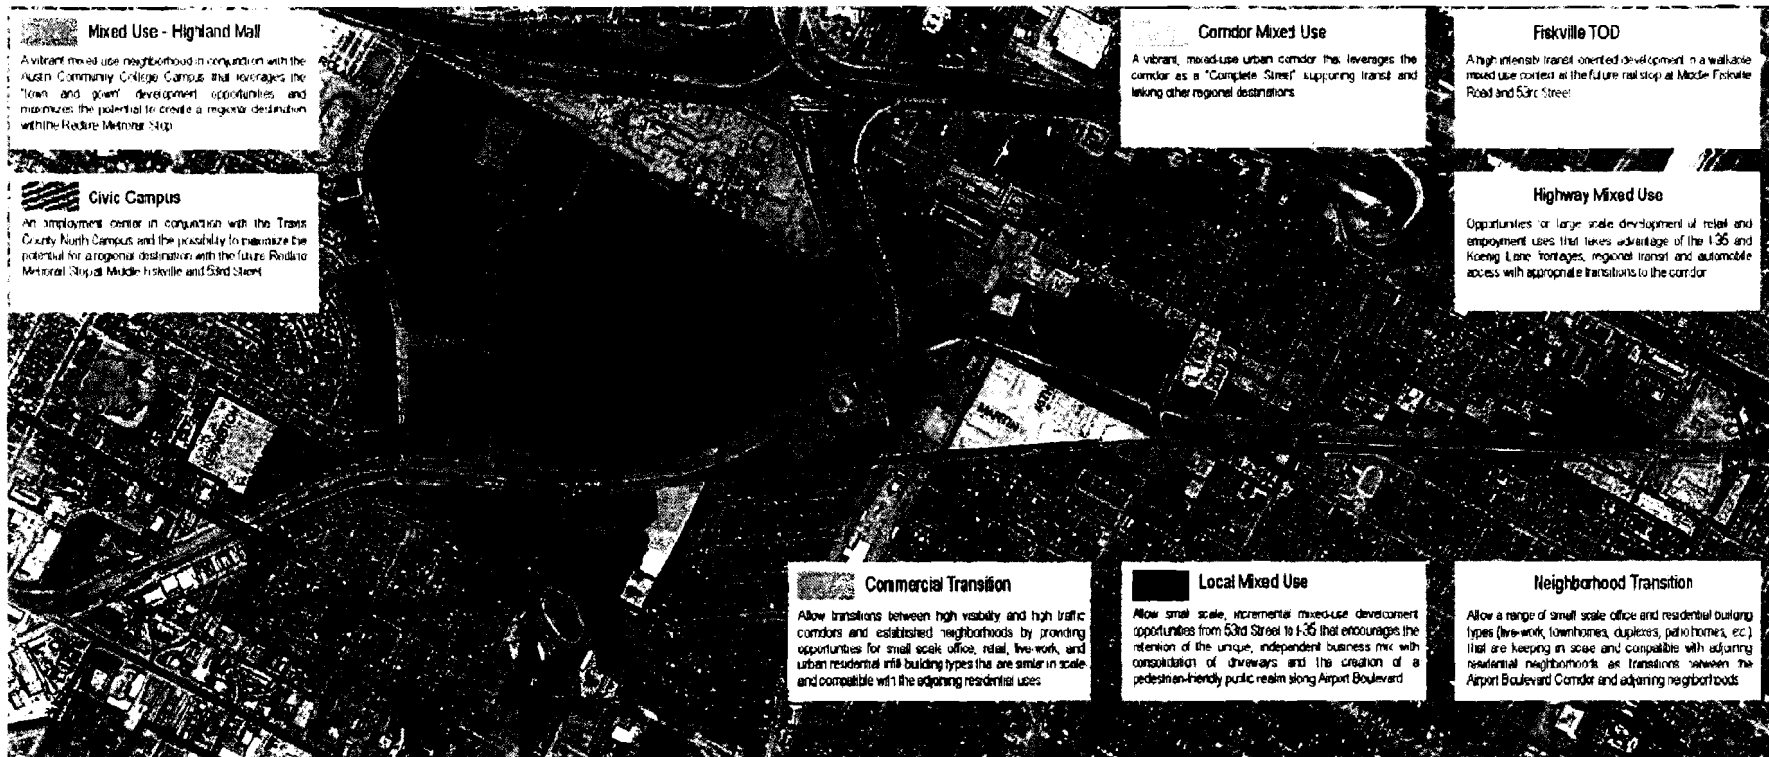 Mixed Use - Highland Mall
A vibrant mixed use neighborhood in conjunction with the
Austin Community College Campus that leverages the
"town and gown" development opportunities and
maximizes the potential to create a regional destination
with the Redline Metrorail Stop
Civic Campus
An employment center in conjunction with the Travis
County North Campus and the possibility to maximize the
potential for a regional destination with the future Redline
Metrorail Stop at Middle Fiskville and 53rd Street
Corridor Mixed Use
A vibrant, mixed-use urban corridor that leverages the
corridor as a "Complete Street" supporting transit and
linking other regional destinations
Fiskville TOD
A high intensity transit oriented development in a walkable
mixed use context at the future rail stop at Middle Fiskville
Road and 53rd Street
Highway Mixed Use
Opportunities for large scale development of retail and
employment uses that takes advantage of the I-35 and
Koenig Lane frontages, regional transit and automobile
access with appropriate transitions to the corridor
MARTIN
Commercial Transition
Allow transitions between high visibility and high traffic
corridors and established neighborhoods by providing
opportunities for small scale office, retail, live-work, and
urban residential infill building types that are similar in scale
and compatible with the adjoining residential uses
Local Mixed Use
Allow small scale, incremental mixed-use development
opportunities from 53rd Street to I-35 that encourages the
retention of the unique, independent business mix with
consolidation of driveways and the creation of a
pedestrian-friendly public realm along Airport Boulevard
Neighborhood Transition
Allow a range of small scale office and residential building
types (live-work, townhomes, duplexes, patio homes, ec.)
that are keeping in scale and compatible with adjoining
residential neighborhoods as transitions between the
Airport Boulevard Corridor and adjoining neighborhoods